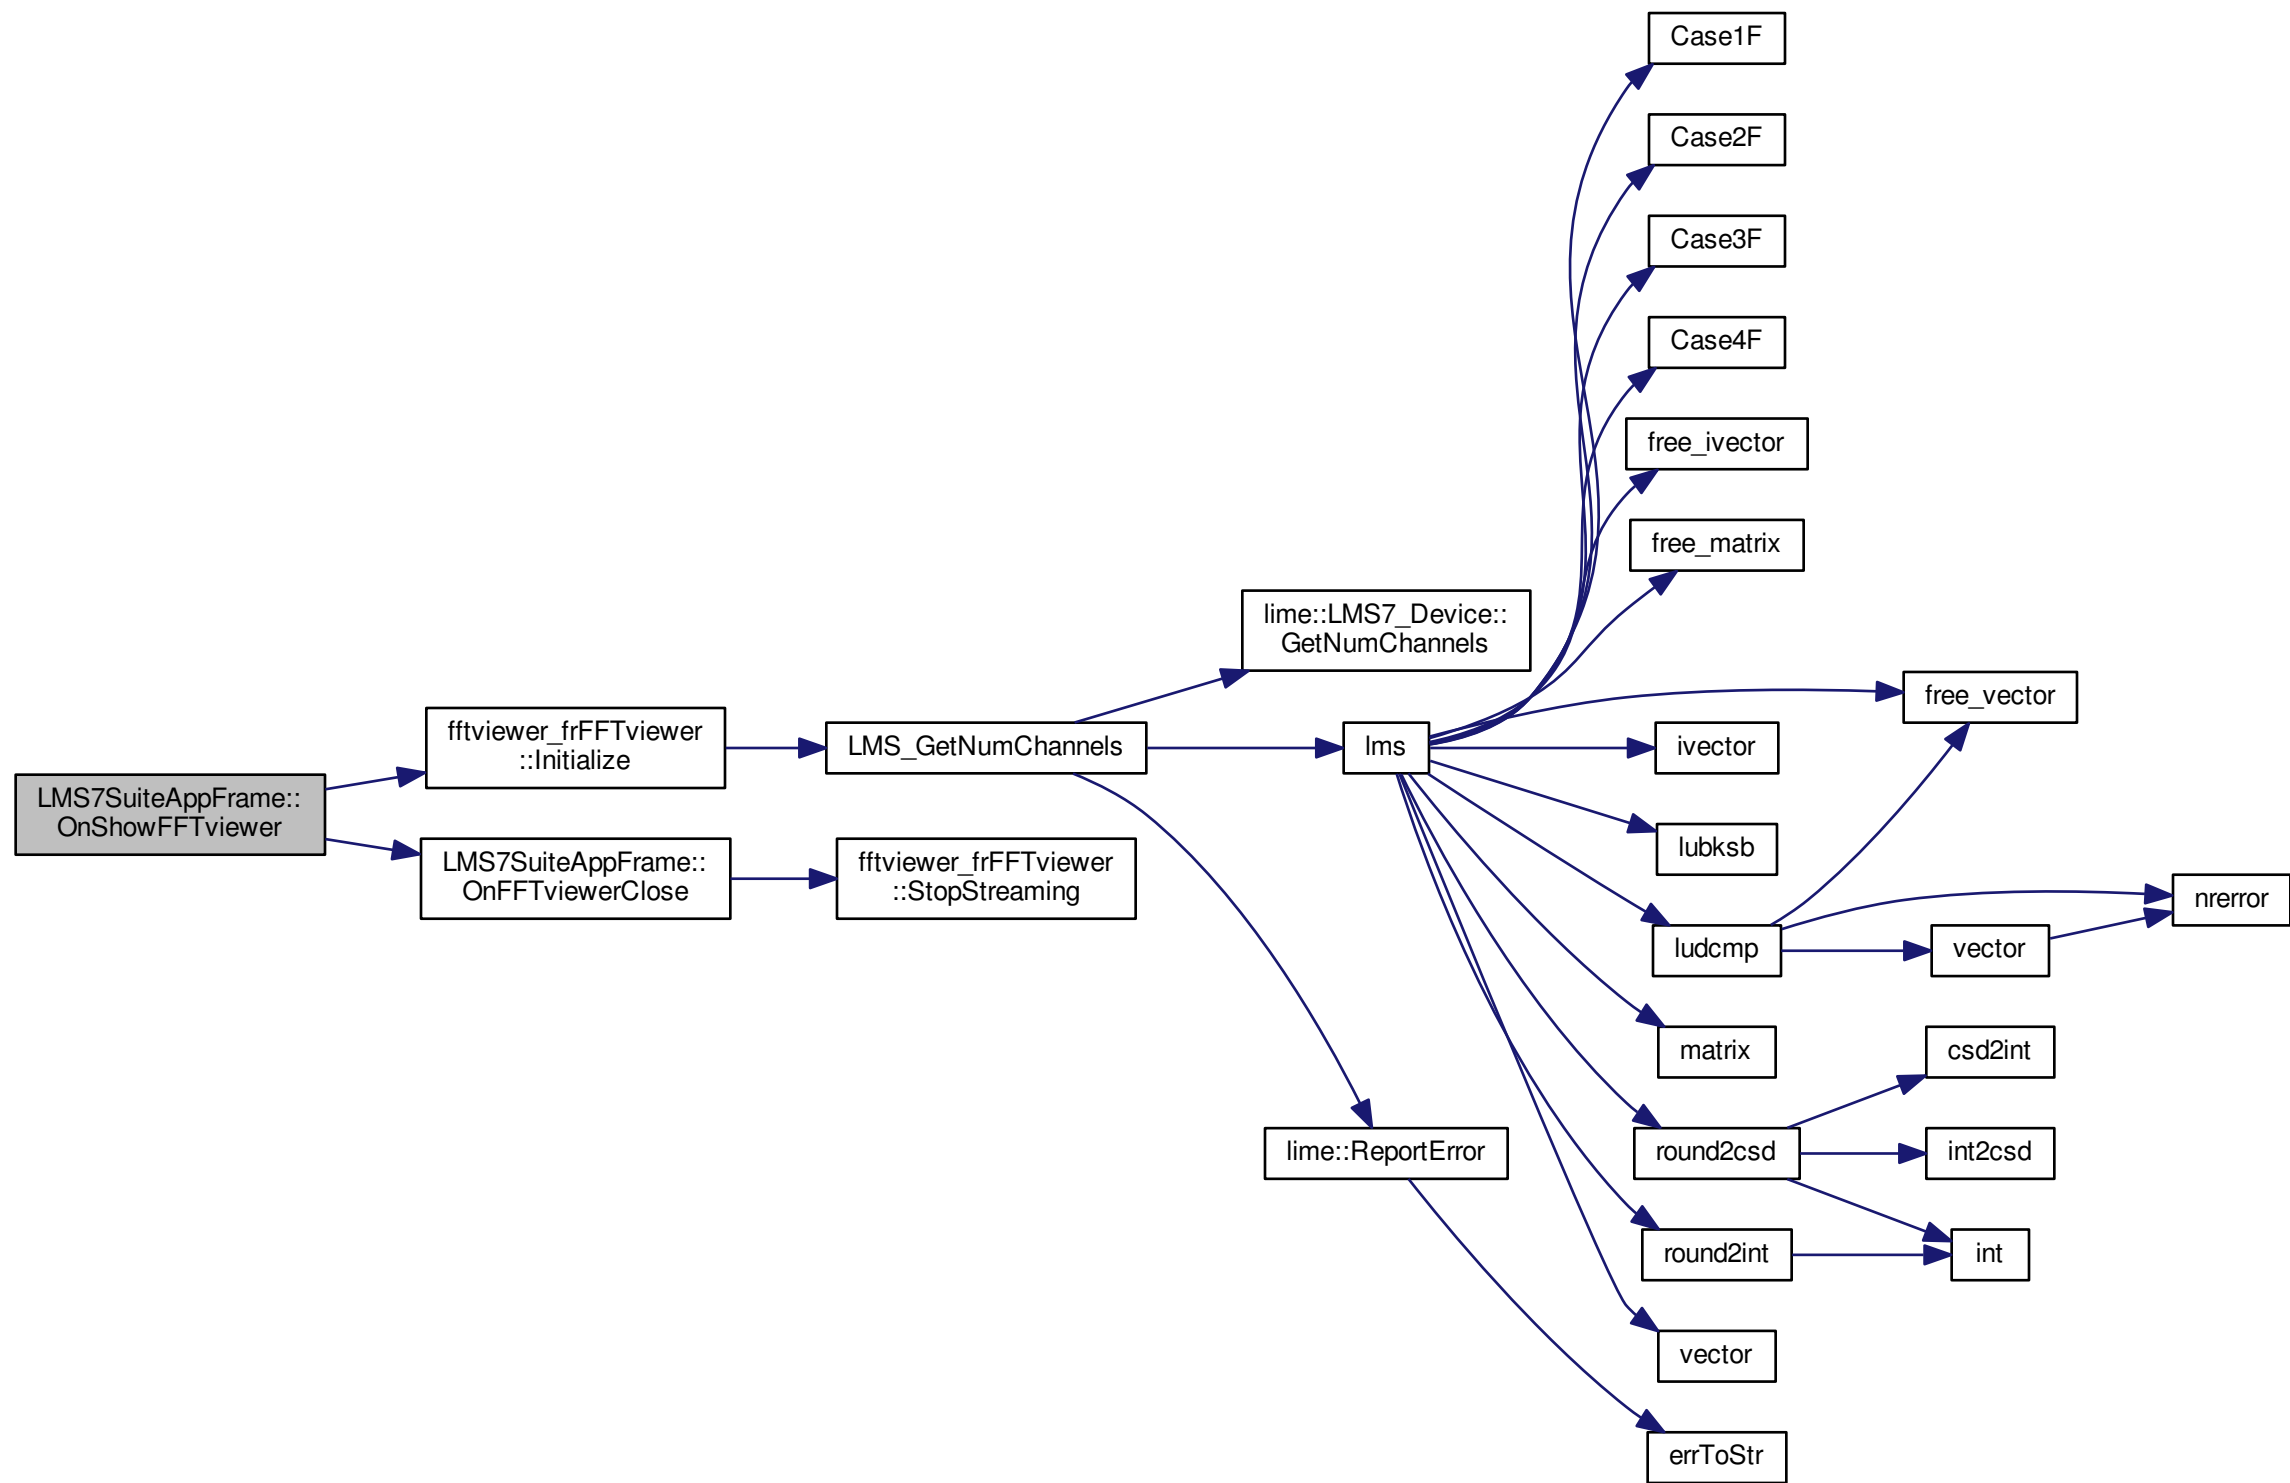 Case1F
Case2F
Case3F
Case4F
free_ivector
free_matrix
lime::LMS7_Device::
GetNumChannels
free_vector
fftviewer_frFFTviewer
::Initialize
LMS_GetNumChannels
lms
ivector
LMS7SuiteAppFrame::
OnShowFFTviewer
lubksb
LMS7SuiteAppFrame::
OnFFTviewerClose
fftviewer_frFFTviewer
::StopStreaming
nrerror
ludcmp
vector
matrix
csd2int
lime::ReportError
round2csd
int2csd
round2int
int
vector
errToStr